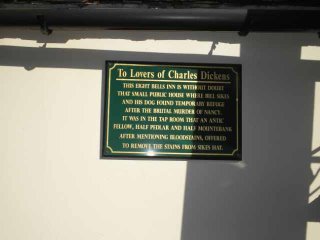 To Lovers of Charles Dickens
THIS EIGHT BELLS INN IS WITHOUT DOUBT
THAT SMALL PUBLIC HOUSE WHERE BILL SIKES
AND HIS DOG FOUND TEMPORARY REFUGE
AFTER THE BRUTAL MURDER OF NANCY.
IT WAS IN THE TAP ROOM THAT AN ANTIC
FELLOW, HALF PEDLAR AND HALF MOUNTEBANK
AFTER MENTIONING BLOODSTAINS, OFFERED
TO REMOVE THE STAINS FROM SIKES HAT.